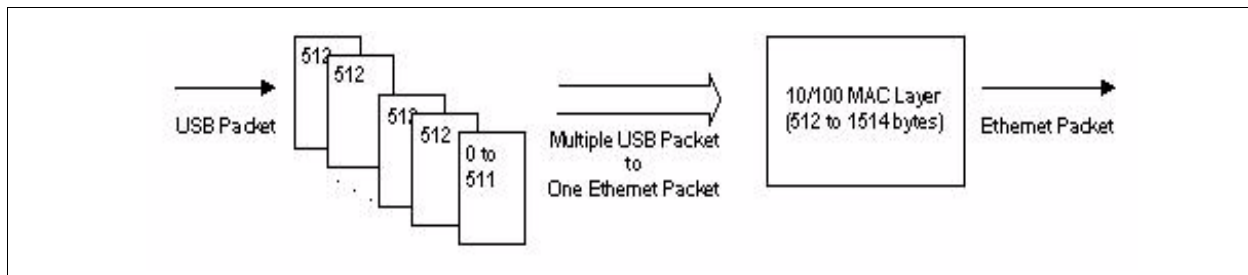 USB Packet
512
512
512
512
0 to
511
Multiple USB Packet
to
One Ethernet Packet
10/100 MAC Layer
(512 to 1514 bytes)
Ethernet Packet